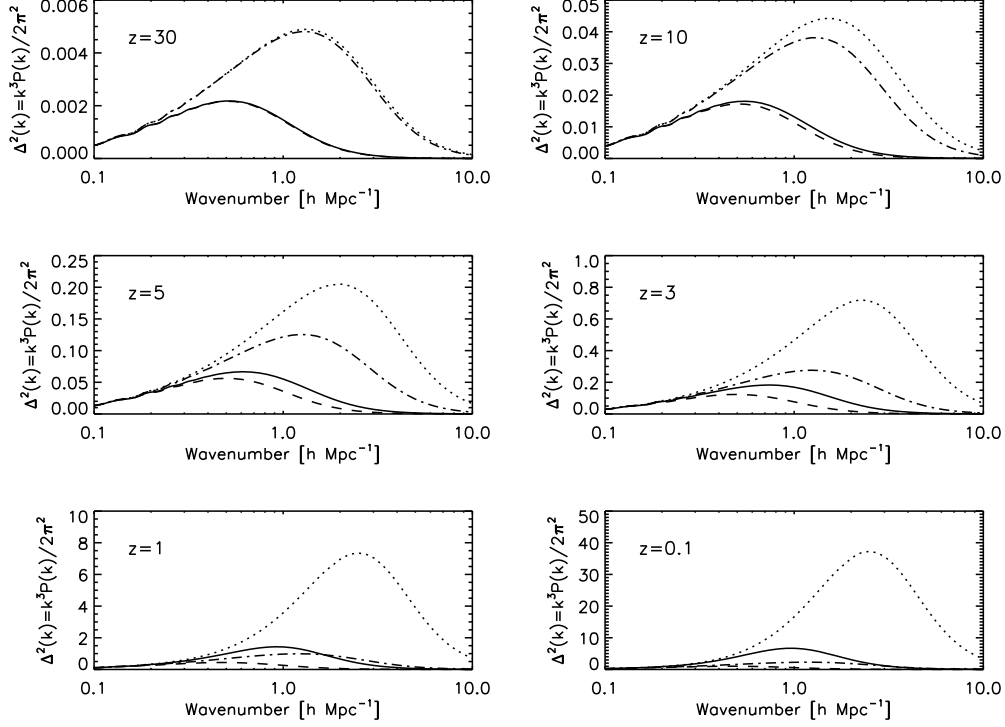 0.006
0.004
0.002
0.000
Δ²(k)=k³P(k)/2π²
z=30
0.1 1.0 10.0
Wavenumber [h Mpc⁻¹]
0.05
0.04
0.03
0.02
0.01
0.00
Δ²(k)=k³P(k)/2π²
z=10
0.1 1.0 10.0
Wavenumber [h Mpc⁻¹]
0.25
0.20
0.15
0.10
0.05
0.00
Δ²(k)=k³P(k)/2π²
z=5
0.1 1.0 10.0
Wavenumber [h Mpc⁻¹]
1.0
0.8
0.6
0.4
0.2
0.0
Δ²(k)=k³P(k)/2π²
z=3
0.1 1.0 10.0
Wavenumber [h Mpc⁻¹]
10
8
6
4
2
0
Δ²(k)=k³P(k)/2π²
z=1
0.1 1.0 10.0
Wavenumber [h Mpc⁻¹]
50
40
30
20
10
0
Δ²(k)=k³P(k)/2π²
z=0.1
0.1 1.0 10.0
Wavenumber [h Mpc⁻¹]